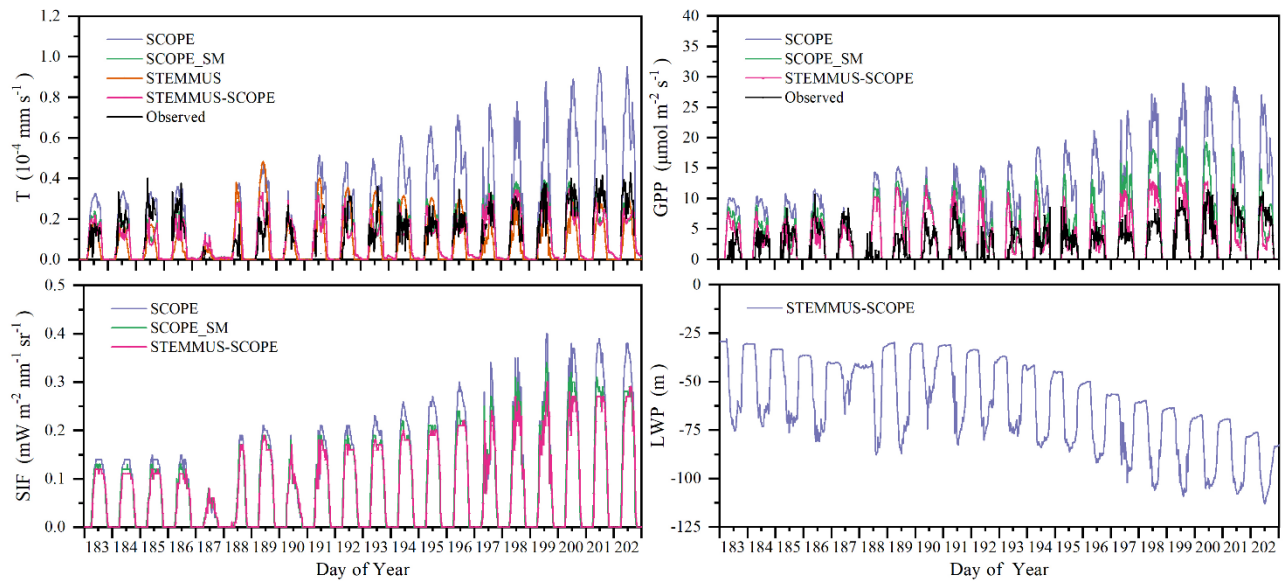 1.2
1.0
0.8
0.6
0.4
0.2
0.0
T (10⁻⁴ mm s⁻¹)
SCOPE
SCOPE_SM
STEMMUS
STEMMUS-SCOPE
Observed
40
35
30
25
20
15
10
5
0
GPP (μmol m⁻² s⁻¹)
SCOPE
SCOPE_SM
STEMMUS-SCOPE
Observed
0.5
0.4
0.3
0.2
0.1
0.0
SIF (mW m⁻² nm⁻¹ sr⁻¹)
SCOPE
SCOPE_SM
STEMMUS-SCOPE
183 184 185 186 187 188 189 190 191 192 193 194 195 196 197 198 199 200 201 202
Day of Year
0
-25
-50
-75
-100
-125
LWP (m)
STEMMUS-SCOPE
183 184 185 186 187 188 189 190 191 192 193 194 195 196 197 198 199 200 201 202
Day of Year